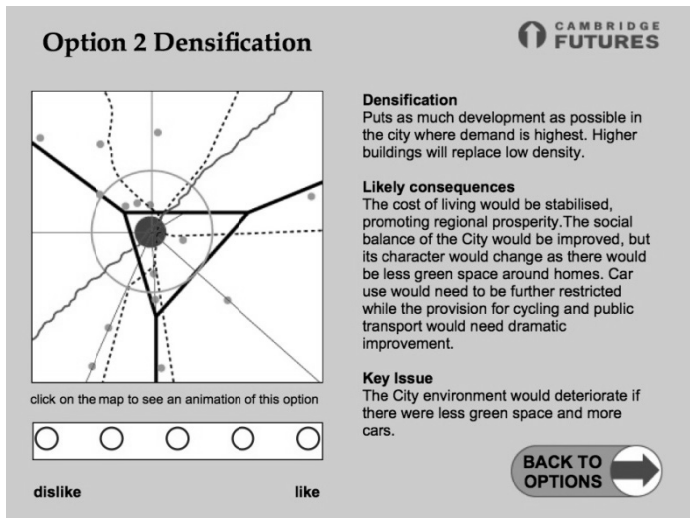 Option 2 Densification
CAMBRIDGE
FUTURES
Densification
Puts as much development as possible in
the city where demand is highest. Higher
buildings will replace low density.
Likely consequences
The cost of living would be stabilised,
promoting regional prosperity.The social
balance of the City would be improved, but
its character would change as there would
be less green space around homes. Car
use would need to be further restricted
while the provision for cycling and public
transport would need dramatic
improvement.
Key Issue
The City environment would deteriorate if
there were less green space and more
cars.
click on the map to see an animation of this option
dislike
like
BACK TO
OPTIONS